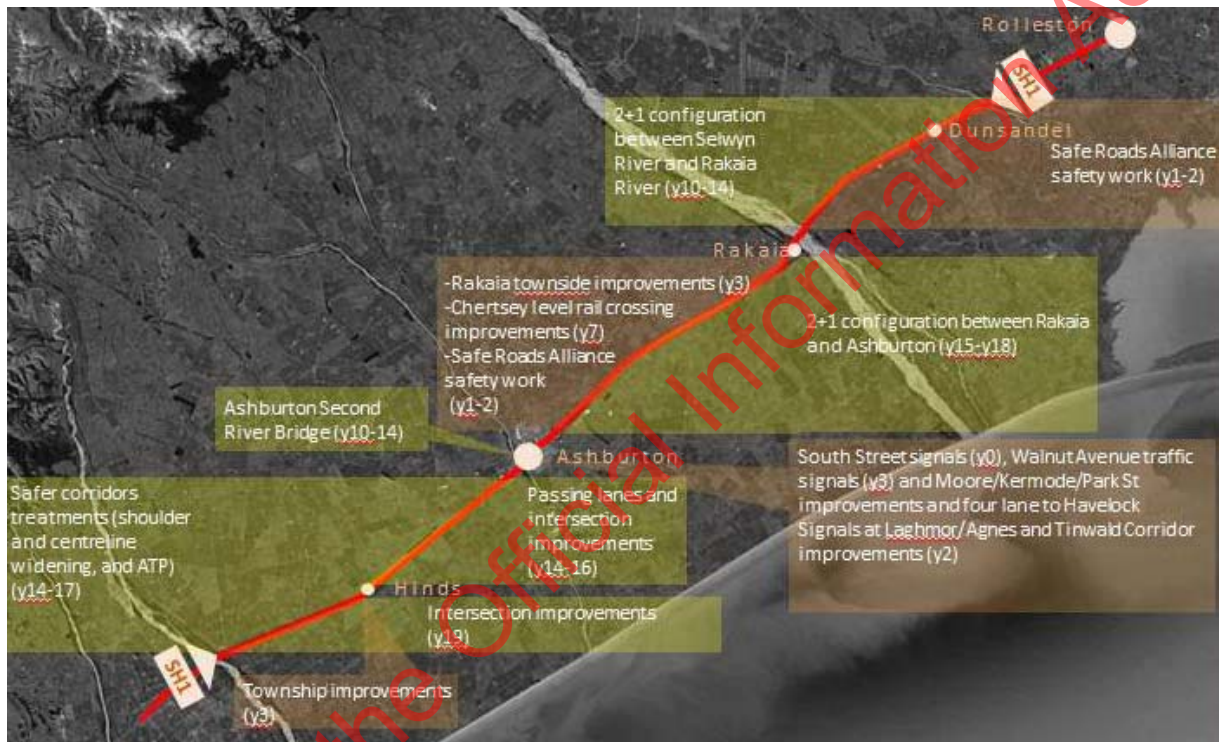 Rolleston
SH1
2+1 configuration
between Selwyn
River and Rakaia
River (y10-14)
Dunsandel
Safe Roads Alliance
safety work (y1-2)
Rakaia
-Rakaia townside improvements (y3)
-Chertsey level rail crossing
improvements (y7)
-Safe Roads Alliance
safety work
(y1-2)
2+1 configuration between Rakaia
and Ashburton (y15-y18)
Ashburton Second
River Bridge (y10-14)
Ashburton
South Street signals (y0), Walnut Avenue traffic
signals (y3) and Moore/Kermode/Park St
improvements and four lane to Havelock
Signals at Laghmor/Agnes and Tinwald Corridor
improvements (y2)
Safer corridors
treatments (shoulder
and centreline
widening, and ATP)
(y14-17)
Passing lanes and
intersection
improvements
(y14-16)
Hinds
Intersection improvements
(y19)
SH1
Township improvements
(y3)
the Official Information A